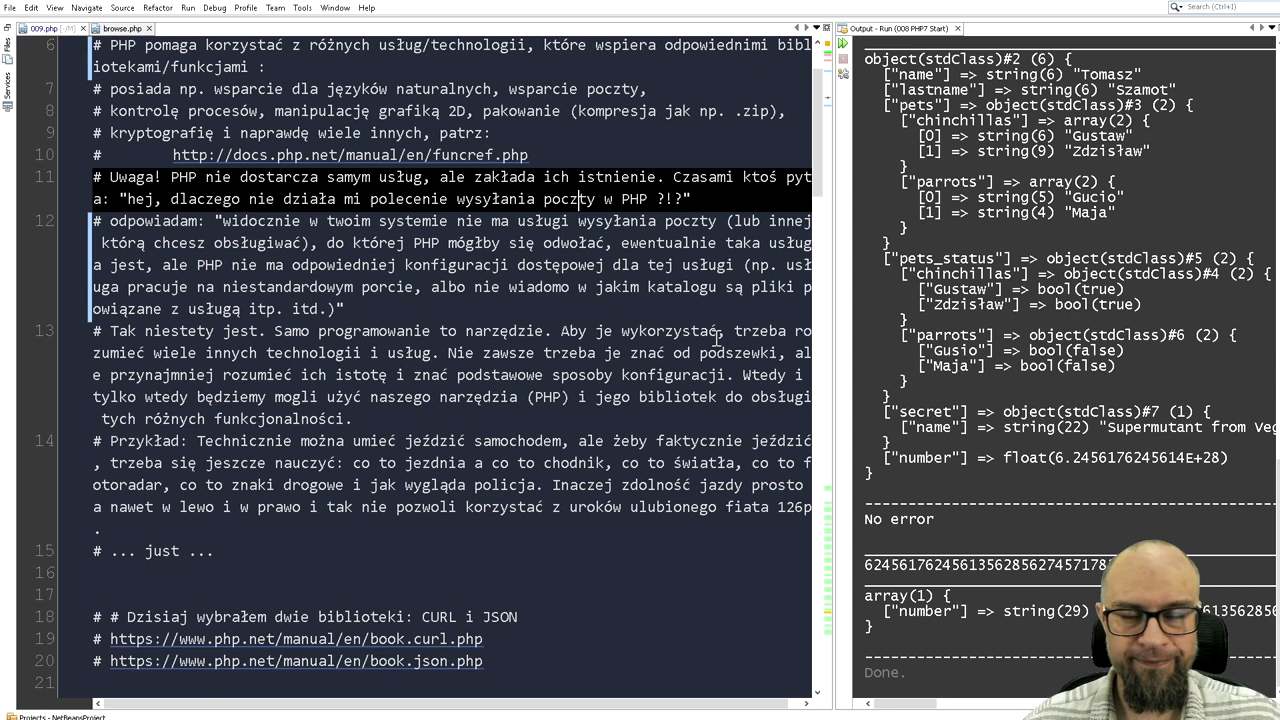 File Edit View Navigate Source Refactor Run Debug Profile Team Tools Window Help
Search (Ctrl+I)
009.php [-/M]
browse.php
Output - Run (008 PHP7 Start)
Files
Services
6 # PHP pomaga korzystać z różnych usług/technologii, które wspiera odpowiednimi bibl
iotekami/funkcjami :
7 # posiada np. wsparcie dla języków naturalnych, wsparcie poczty,
8 # kontrolę procesów, manipulację grafiką 2D, pakowanie (kompresja jak np. .zip),
9 # kryptografię i naprawdę wiele innych, patrz:
10 # http://docs.php.net/manual/en/funcref.php
11 # Uwaga! PHP nie dostarcza samym usług, ale zakłada ich istnienie. Czasami ktoś pyt
a: "hej, dlaczego nie działa mi polecenie wysyłania poczty w PHP ?!?"
12 # odpowiadam: "widocznie w twoim systemie nie ma usługi wysyłania poczty (lub innej
którą chcesz obsługiwać), do której PHP mógłby się odwołać, ewentualnie taka usług
a jest, ale PHP nie ma odpowiedniej konfiguracji dostępowej dla tej usługi (np. usł
uga pracuje na niestandardowym porcie, albo nie wiadomo w jakim katalogu są pliki p
owiązane z usługą itp. itd.)"
13 # Tak niestety jest. Samo programowanie to narzędzie. Aby je wykorzystać, trzeba ro
zumieć wiele innych technologii i usług. Nie zawsze trzeba je znać od podszewki, al
e przynajmniej rozumieć ich istotę i znać podstawowe sposoby konfiguracji. Wtedy i
tylko wtedy będziemy mogli użyć naszego narzędzia (PHP) i jego bibliotek do obsługi
tych różnych funkcjonalności.
14 # Przykład: Technicznie można umieć jeździć samochodem, ale żeby faktycznie jeździć
, trzeba się jeszcze nauczyć: co to jezdnia a co to chodnik, co to światła, co to f
otoradar, co to znaki drogowe i jak wygląda policja. Inaczej zdolność jazdy prosto
a nawet w lewo i w prawo i tak nie pozwoli korzystać z uroków ulubionego fiata 126p
.
15 # ... just ...
16
17
18 # # Dzisiaj wybrałem dwie biblioteki: CURL i JSON
19 # https://www.php.net/manual/en/book.curl.php
20 # https://www.php.net/manual/en/book.json.php
21
object(stdClass)#2 (6) {
["name"] => string(6) "Tomasz"
["lastname"] => string(6) "Szamot"
["pets"] => object(stdClass)#3 (2) {
["chinchillas"] => array(2) {
[0] => string(6) "Gustaw"
[1] => string(9) "Zdzisław"
}
["parrots"] => array(2) {
[0] => string(5) "Gucio"
[1] => string(4) "Maja"
}
}
["pets_status"] => object(stdClass)#5 (2) {
["chinchillas"] => object(stdClass)#4 (2) {
["Gustaw"] => bool(true)
["Zdzisław"] => bool(true)
}
["parrots"] => object(stdClass)#6 (2) {
["Gusio"] => bool(false)
["Maja"] => bool(false)
}
}
["secret"] => object(stdClass)#7 (1) {
["name"] => string(22) "Supermutant from Veg
}
["number"] => float(6.2456176245614E+28)
}
No error
array(1) {
["number"] => string(29)
}
Done.
Projects - NetBeansProject